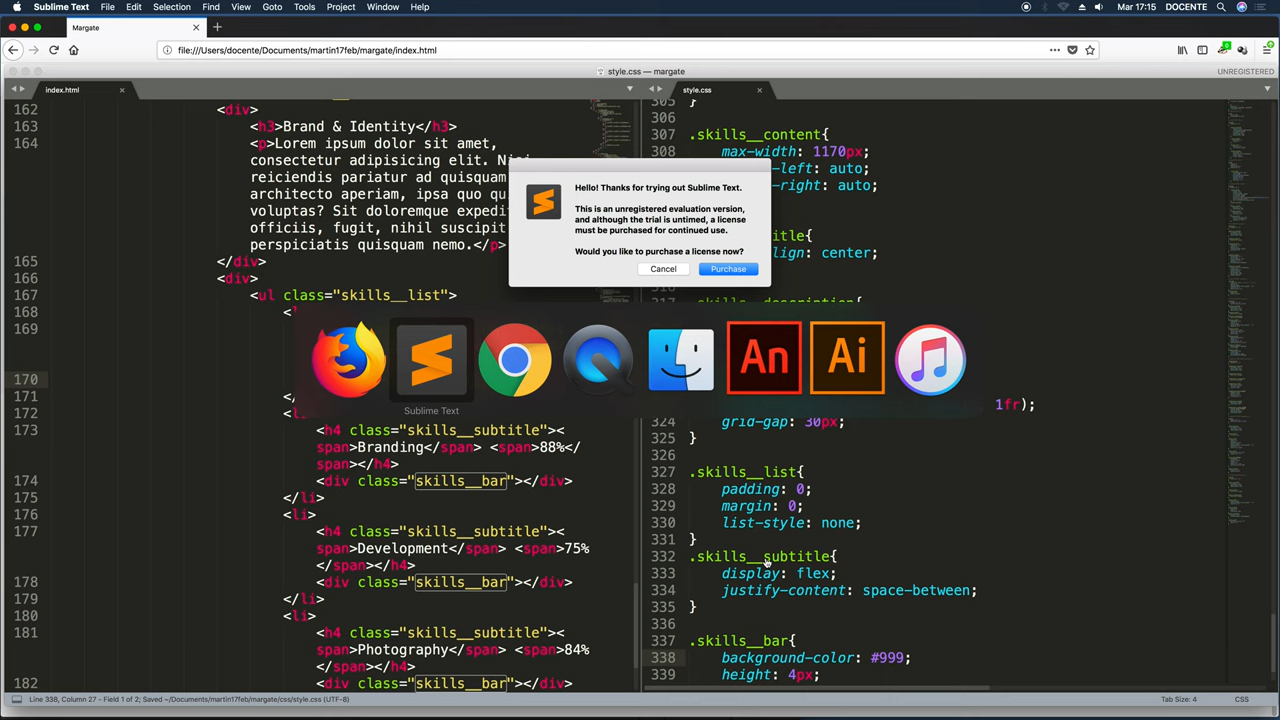 Sublime Text File Edit Selection Find View Goto Tools Project Window Help Mar 17:15 DOCENTE
Margate
file:///Users/docente/Documents/martin17feb/margate/index.html
style.css — margate UNREGISTERED
index.html
style.css
162 <div>
163 <h3>Brand & Identity</h3>
164 <p>Lorem ipsum dolor sit amet,
consectetur adipisicing elit.
reiciendis pariatur ad quisquam
architecto aperiam, ipsa quo
voluptas? Sit doloremque
officiis, fugit, nihil suscipit
perspiciatis quisquam nemo.</p>
165 </div>
166 <div>
167 <ul class="skills__list">
168
169
170
171
172
173 <h4 class="skills__subtitle"><
span>Branding</span> <span>88%</
span></h4>
174 <div class="skills__bar"></div>
175 </li>
176 <li>
177 <h4 class="skills__subtitle"><
span>Development</span> <span>75%
</span></h4>
178 <div class="skills__bar"></div>
179 </li>
180 <li>
181 <h4 class="skills__subtitle"><
span>Photography</span> <span>84%
</span></h4>
182 <div class="skills__bar"></div>
305 }
306
307 .skills__content{
308 max-width: 1170px;
auto;
auto;
center;
Hello! Thanks for trying out Sublime Text.
This is an unregistered evaluation version,
and although the trial is untimed, a license
must be purchased for continued use.
Would you like to purchase a license now?
Cancel Purchase
317 .skills__description{
An Ai
Sublime Text
1fr);
324 grid-gap: 30px;
325 }
326
327 .skills__list{
328 padding: 0;
329 margin: 0;
330 list-style: none;
331 }
332 .skills__subtitle{
333 display: flex;
334 justify-content: space-between;
335 }
336
337 .skills__bar{
338 background-color: #999;
339 height: 4px;
Line 338, Column 27 - Field 1 of 2; Saved ~/Documents/martin17feb/margate/css/style.css (UTF-8) Tab Size: 4 CSS